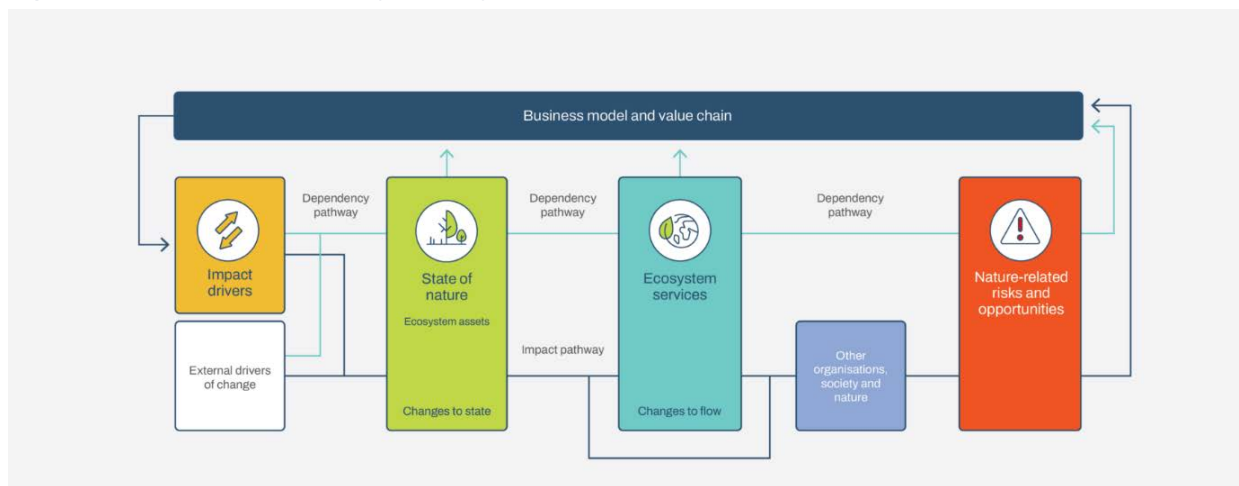 Business model and value chain
Impact
drivers
External drivers
of change
Dependency
pathway
State of
nature
Ecosystem assets
Changes to state
Dependency
pathway
Impact pathway
Ecosystem
services
Changes to flow
Dependency
pathway
Other
organisations,
society and
nature
Nature-related
risks and
opportunities